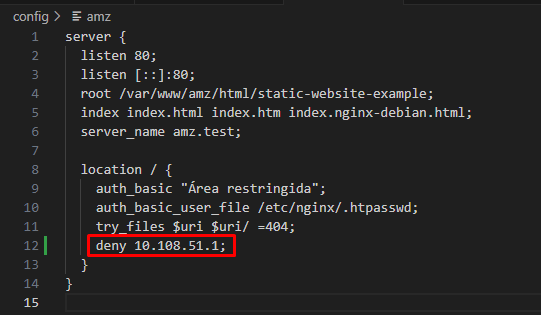 config > amz
1 server {
2 listen 80;
3 listen [::]:80;
4 root /var/www/amz/html/static-website-example;
5 index index.html index.htm index.nginx-debian.html;
6 server_name amz.test;
7
8 location / {
9 auth_basic "Área restringida";
10 auth_basic_user_file /etc/nginx/.htpasswd;
11 try_files $uri $uri/ =404;
12 deny 10.108.51.1;
13 }
14 }
15